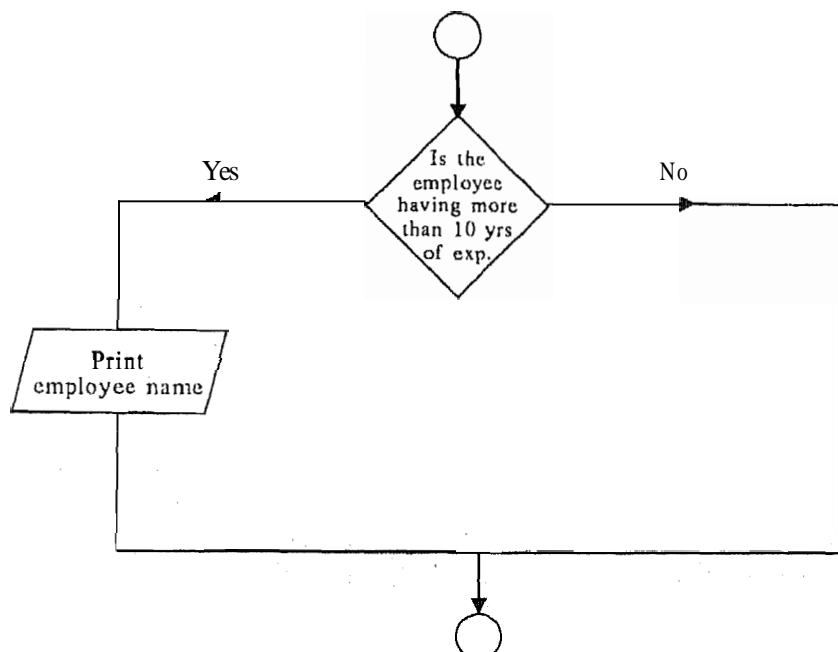 Yes
No
Is the
employee
having more
than 10 yrs
of exp.
Print
employee name